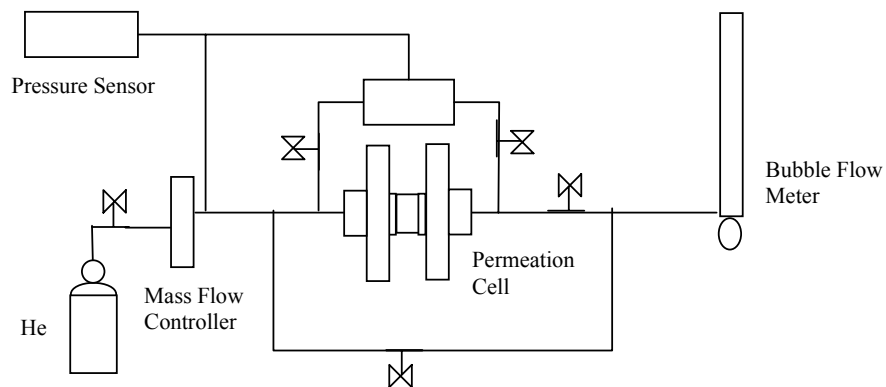 Pressure Sensor
Bubble Flow
Meter
Permeation
Cell
Mass Flow
Controller
He